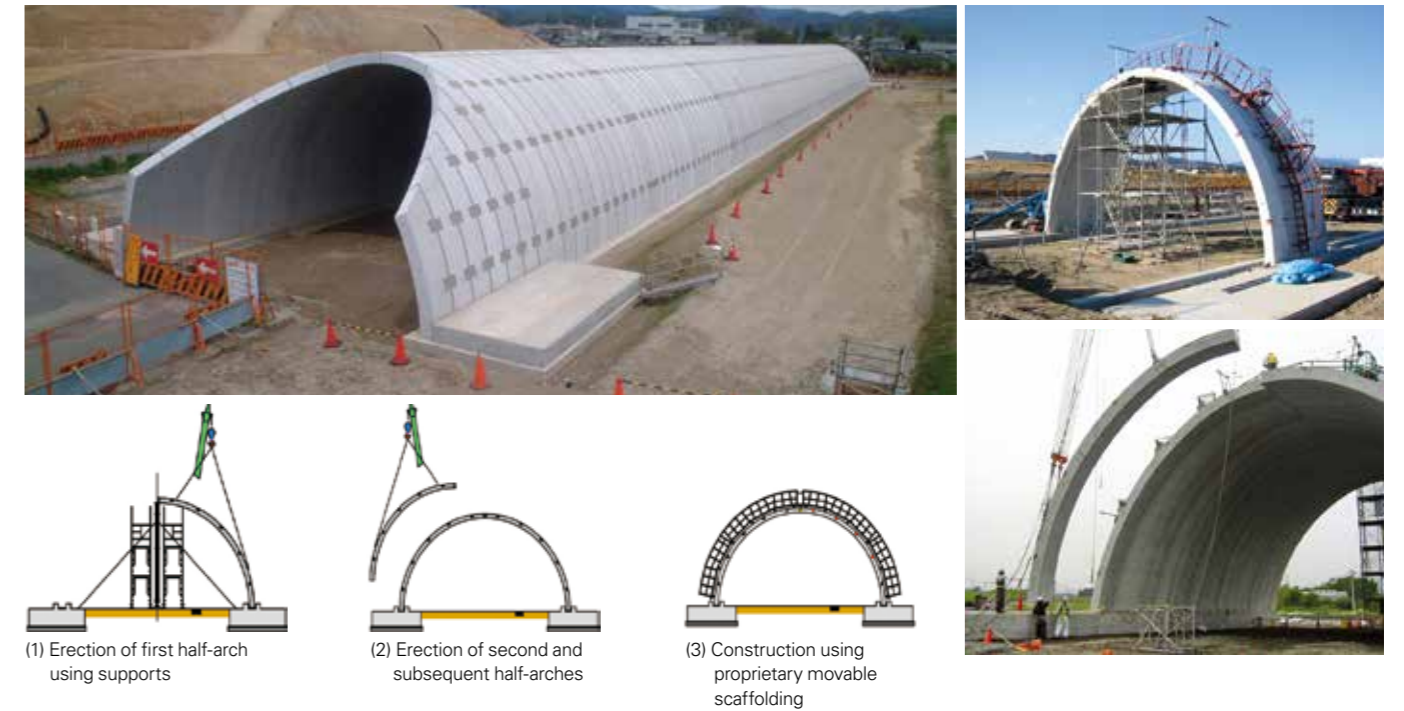 (1) Erection of first half-arch
using supports
(2) Erection of second and
subsequent half-arches
(3) Construction using
proprietary movable
scaffolding